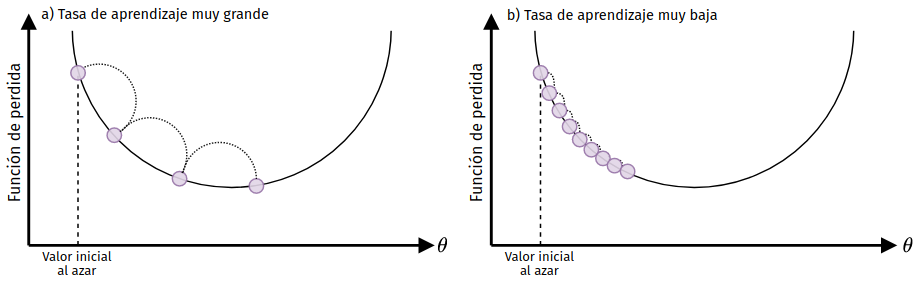 a) Tasa de aprendizaje muy grande
Función de perdida
θ
Valor inicial
al azar
b) Tasa de aprendizaje muy baja
Función de perdida
θ
Valor inicial
al azar